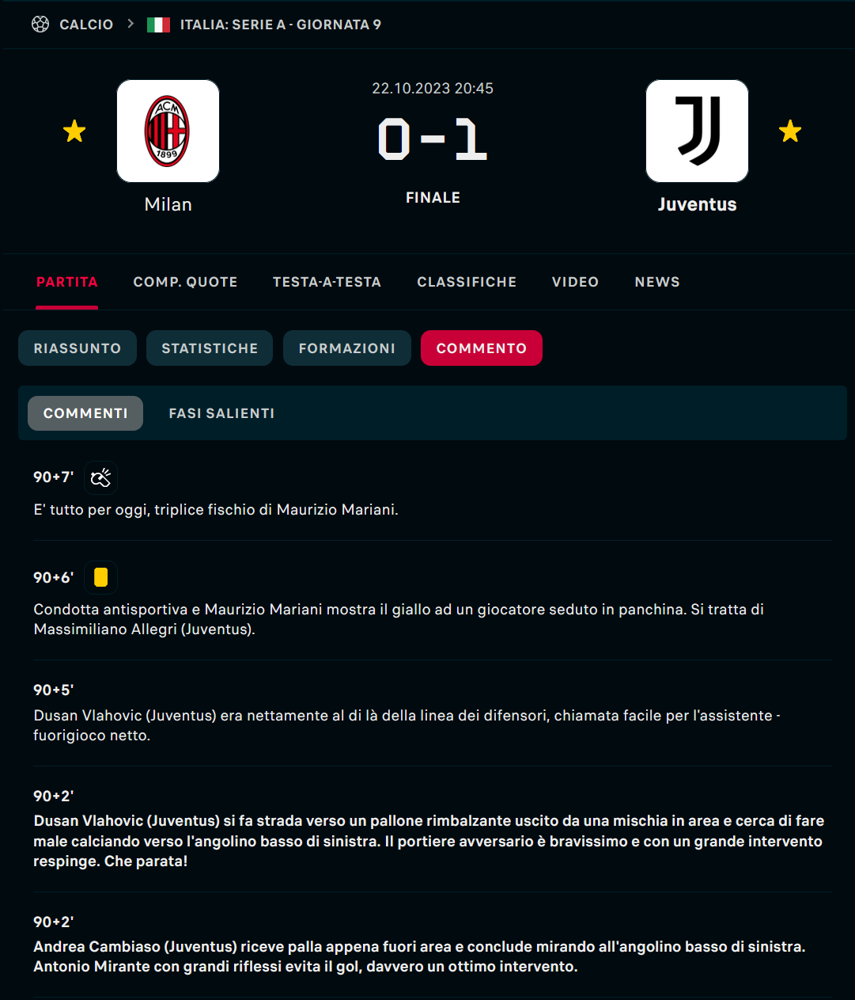 CALCIO > ITALIA: SERIE A - GIORNATA 9
22.10.2023 20:45
ACM
1899
0-1
FINALE
Milan
Juventus
PARTITA COMP. QUOTE TESTA-A-TESTA CLASSIFICHE VIDEO NEWS
RIASSUNTO STATISTICHE FORMAZIONI COMMENTO
COMMENTI FASI SALIENTI
90+7'
E' tutto per oggi, triplice fischio di Maurizio Mariani.
90+6'
Condotta antisportiva e Maurizio Mariani mostra il giallo ad un giocatore seduto in panchina. Si tratta di
Massimiliano Allegri (Juventus).
90+5'
Dusan Vlahovic (Juventus) era nettamente al di là della linea dei difensori, chiamata facile per l'assistente -
fuorigioco netto.
90+2'
Dusan Vlahovic (Juventus) si fa strada verso un pallone rimbalzante uscito da una mischia in area e cerca di fare
male calciando verso l'angolino basso di sinistra. Il portiere avversario è bravissimo e con un grande intervento
respinge. Che parata!
90+2'
Andrea Cambiaso (Juventus) riceve palla appena fuori area e conclude mirando all'angolino basso di sinistra.
Antonio Mirante con grandi riflessi evita il gol, davvero un ottimo intervento.